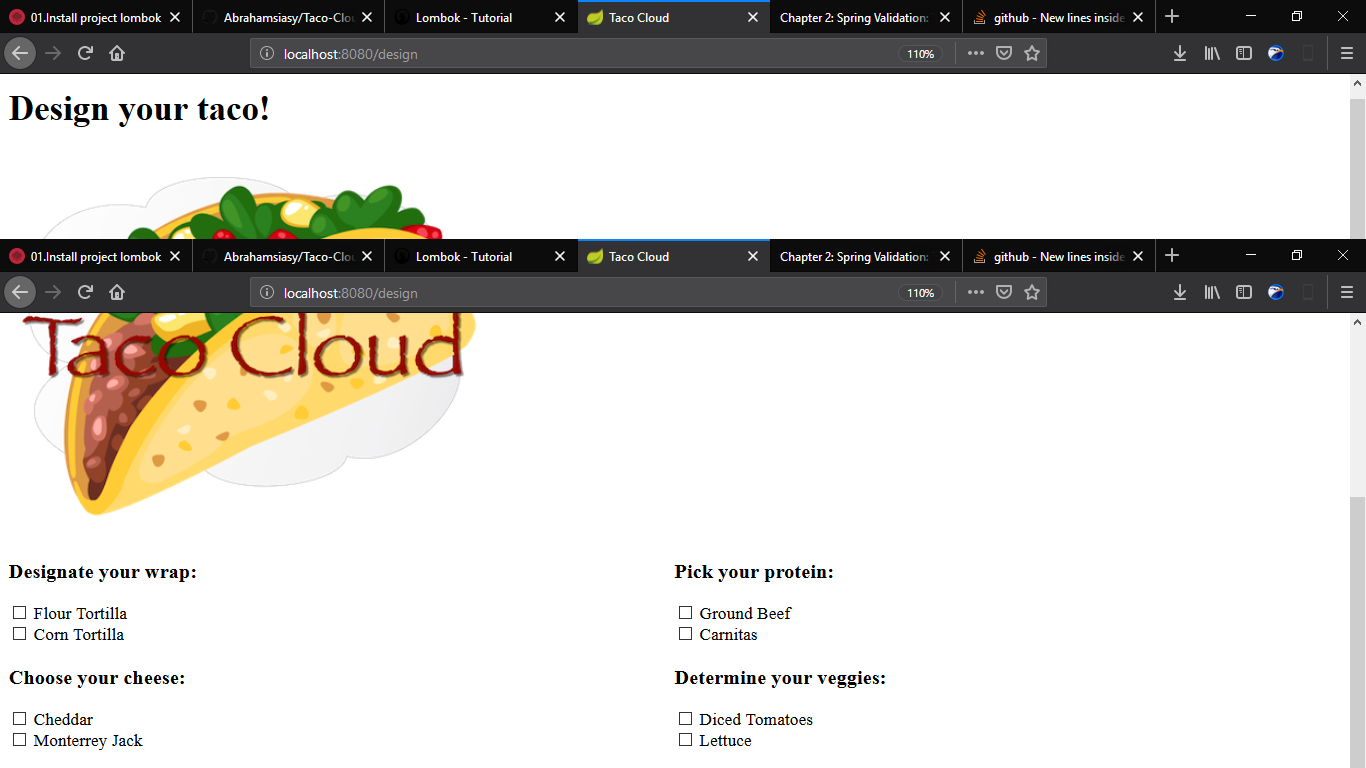 01.Install project lombok
Abrahamsiasy/Taco-Clou
Lombok - Tutorial
Taco Cloud
Chapter 2: Spring Validation:
github - New lines inside
localhost:8080/design
110%
Design your taco!
01.Install project lombok
Abrahamsiasy/Taco-Clou
Lombok - Tutorial
Taco Cloud
Chapter 2: Spring Validation:
github - New lines inside
localhost:8080/design
110%
Taco Cloud
Designate your wrap:
Flour Tortilla
Corn Tortilla
Pick your protein:
Ground Beef
Carnitas
Choose your cheese:
Cheddar
Monterrey Jack
Determine your veggies:
Diced Tomatoes
Lettuce